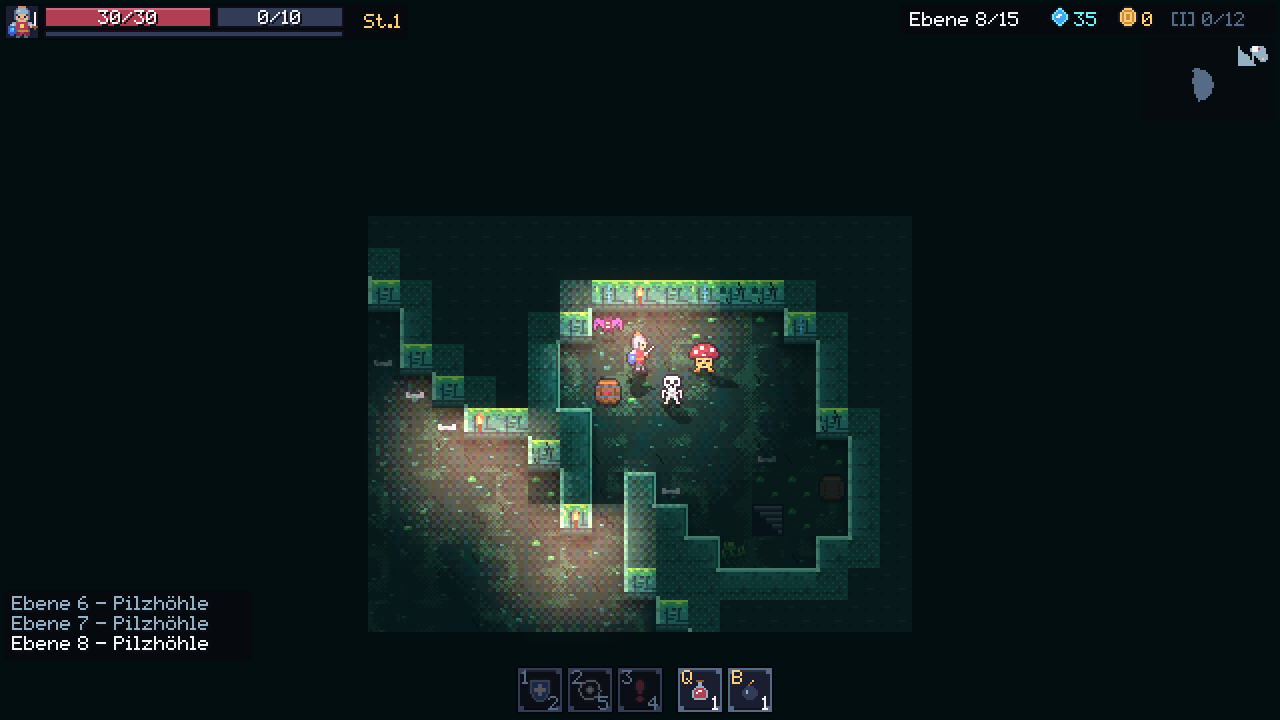 30/30
0/10
St.1
Ebene 8/15
35
0
[I] 0/12
Ebene 6 – Pilzhöhle
Ebene 7 – Pilzhöhle
Ebene 8 – Pilzhöhle
1
2
2
5
3
4
Q
1
B
1